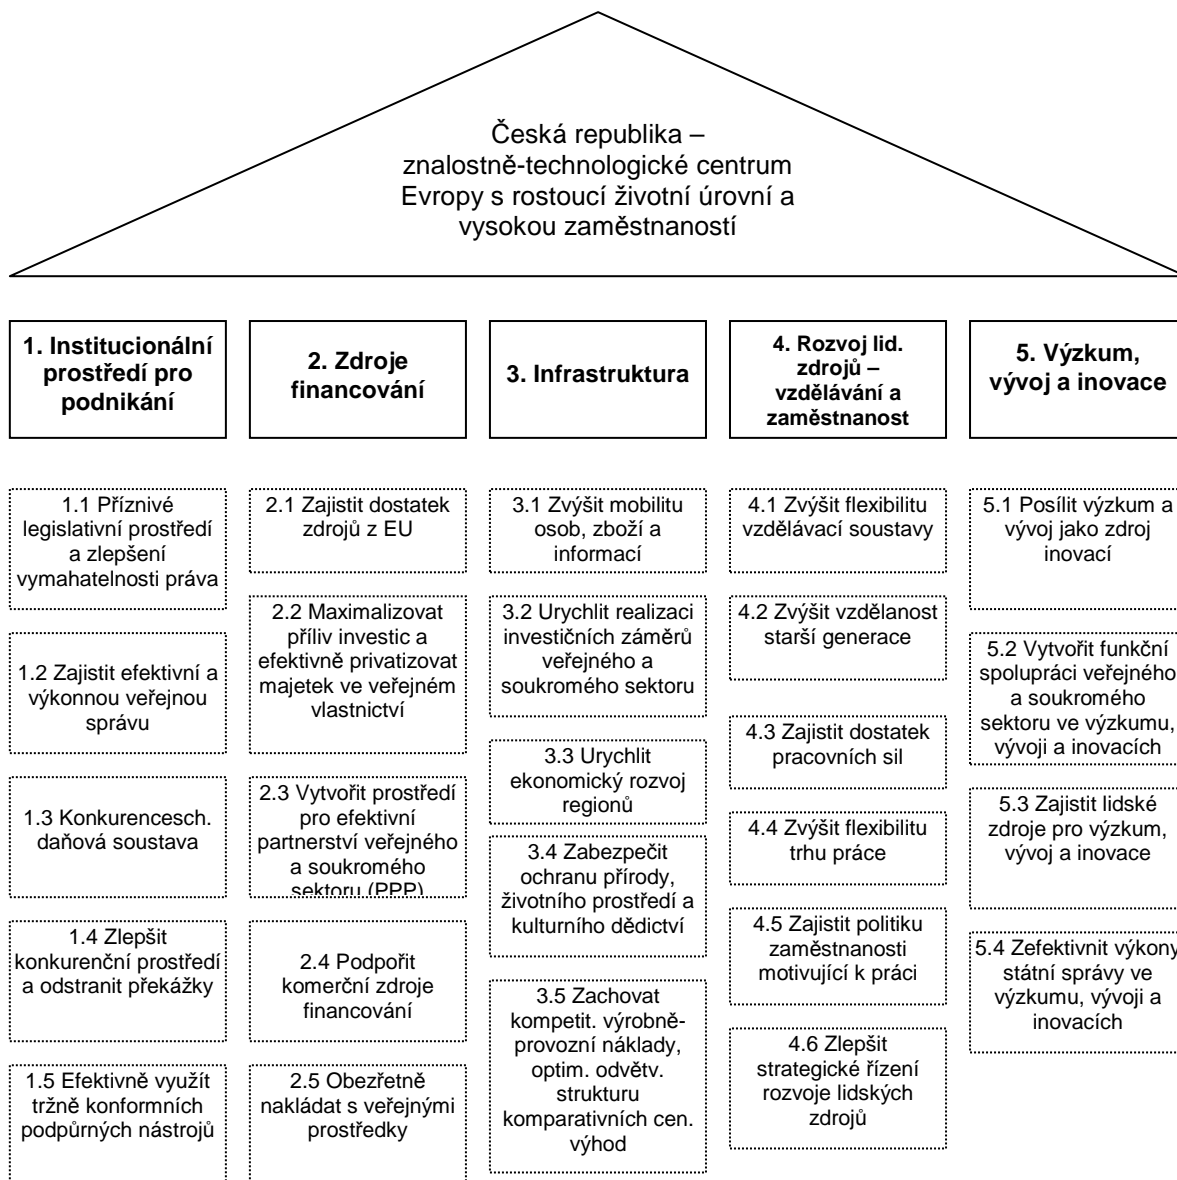 Česká republika –
znalostně-technologické centrum
Evropy s rostoucí životní úrovní a
vysokou zaměstnaností
1. Institucionální
prostředí pro
podnikání
2. Zdroje
financování
3. Infrastruktura
4. Rozvoj lid.
zdrojů –
vzdělávání a
zaměstnanost
5. Výzkum,
vývoj a inovace
1.1 Příznivé
legislativní prostředí
a zlepšení
vymahatelnosti práva
1.2 Zajistit efektivní a
výkonnou veřejnou
správu
1.3 Konkurencesch.
daňová soustava
1.4 Zlepšit
konkurenční prostředí
a odstranit překážky
1.5 Efektivně využít
tržně konformních
podpůrných nástrojů
2.1 Zajistit dostatek
zdrojů z EU
2.2 Maximalizovat
příliv investic a
efektivně privatizovat
majetek ve veřejném
vlastnictví
2.3 Vytvořit prostředí
pro efektivní
partnerství veřejného
a soukromého
sektoru (PPP)
2.4 Podpořit
komerční zdroje
financování
2.5 Obezřetně
nakládat s veřejnými
prostředky
3.1 Zvýšit mobilitu
osob, zboží a
informací
3.2 Urychlit realizaci
investičních záměrů
veřejného a
soukromého sektoru
3.3 Urychlit
ekonomický rozvoj
regionů
3.4 Zabezpečit
ochranu přírody,
životního prostředí a
kulturního dědictví
3.5 Zachovat
kompetit. výrobně-
provozní náklady,
optim. odvětv.
strukturu
komparativních cen.
výhod
4.1 Zvýšit flexibilitu
vzdělávací soustavy
4.2 Zvýšit vzdělanost
starší generace
4.3 Zajistit dostatek
pracovních sil
4.4 Zvýšit flexibilitu
trhu práce
4.5 Zajistit politiku
zaměstnanosti
motivující k práci
4.6 Zlepšit
strategické řízení
rozvoje lidských
zdrojů
5.1 Posílit výzkum a
vývoj jako zdroj
inovací
5.2 Vytvořit funkční
spolupráci veřejného
a soukromého
sektoru ve výzkumu,
vývoji a inovacích
5.3 Zajistit lidské
zdroje pro výzkum,
vývoj a inovace
5.4 Zefektivnit výkony
státní správy ve
výzkumu, vývoji a
inovacích